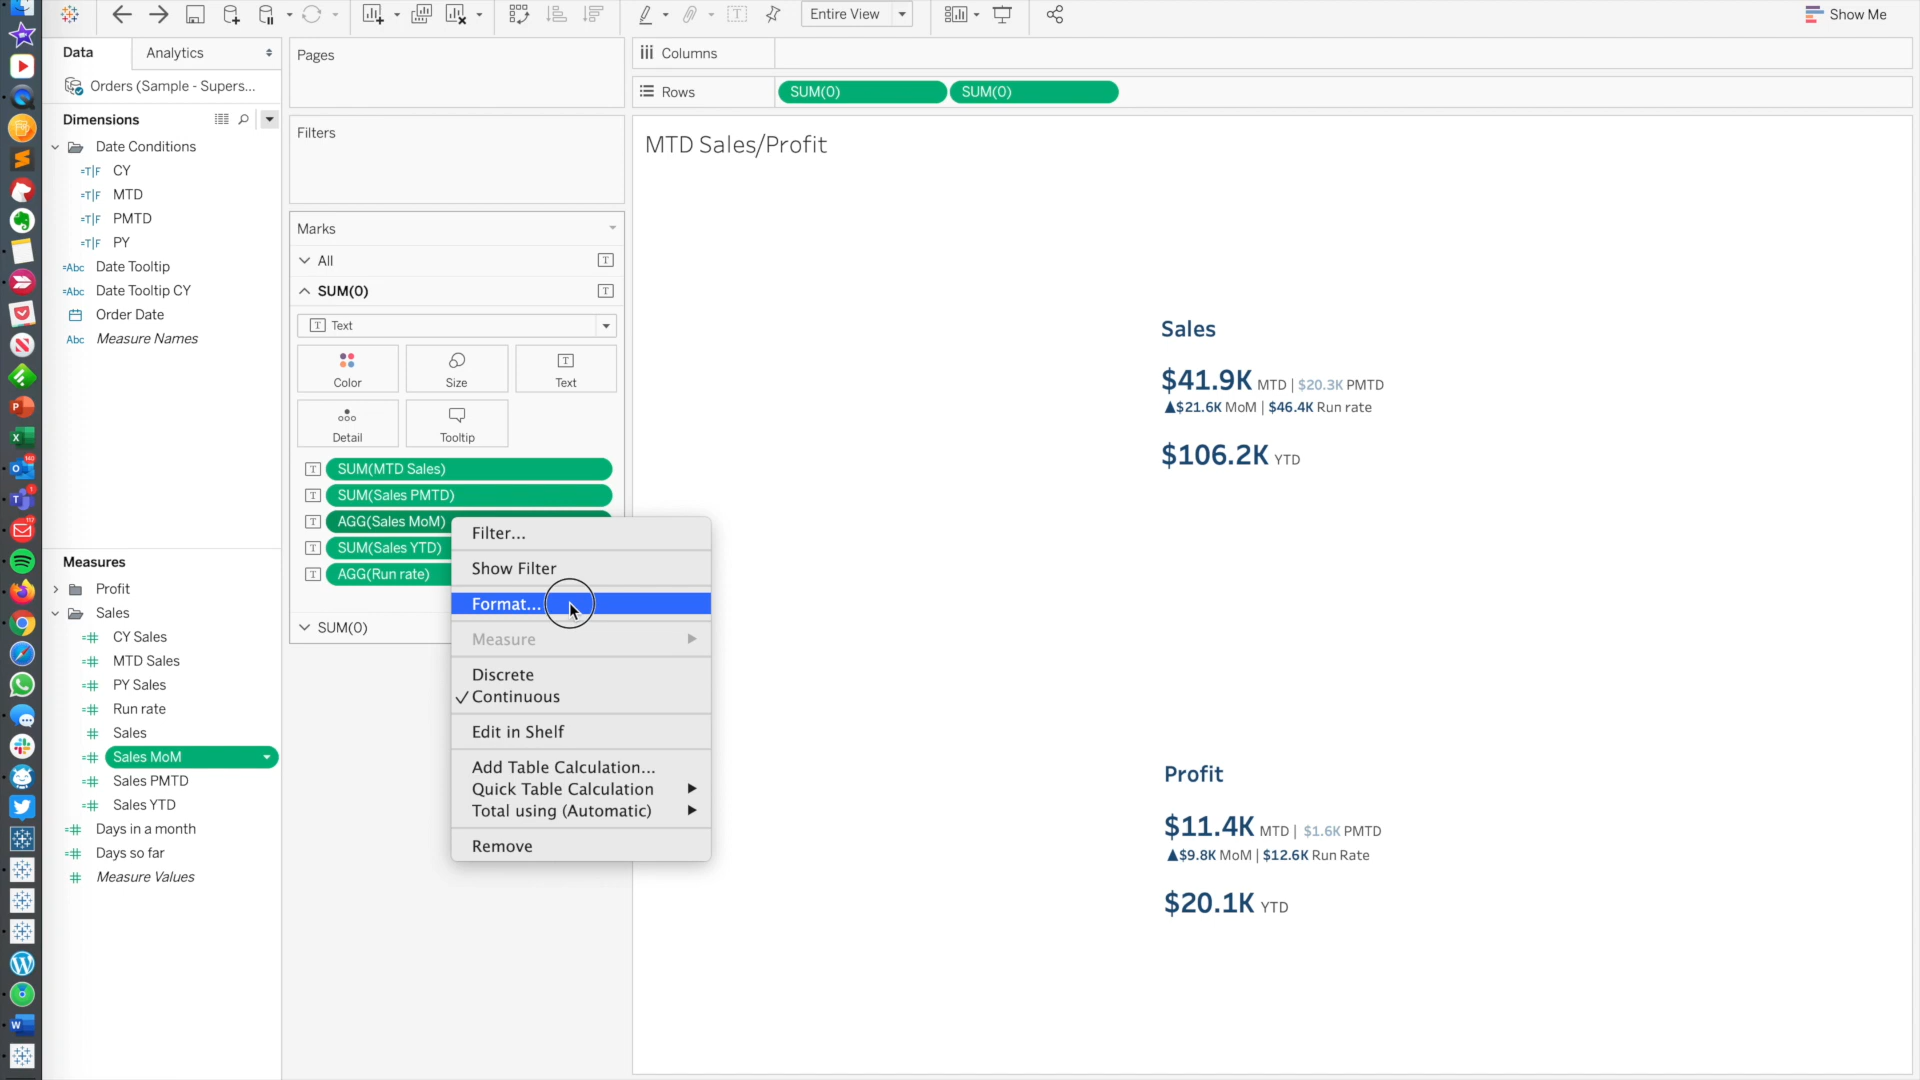 Entire View
Show Me
Data
Analytics
Pages
Columns
Orders (Sample - Supers...
Rows
SUM(0)
SUM(0)
Dimensions
Filters
MTD Sales/Profit
Date Conditions
=T|F CY
=T|F MTD
=T|F PMTD
=T|F PY
=Abc Date Tooltip
=Abc Date Tooltip CY
Order Date
Abc Measure Names
Marks
All
SUM(0)
Text
Color
Size
Text
Detail
Tooltip
SUM(MTD Sales)
SUM(Sales PMTD)
AGG(Sales MoM)
SUM(Sales YTD)
AGG(Run rate)
SUM(0)
Filter...
Show Filter
Format...
Measure
Discrete
Continuous
Edit in Shelf
Add Table Calculation...
Quick Table Calculation
Total using (Automatic)
Remove
Sales
$41.9K MTD | $20.3K PMTD
▲$21.6K MoM | $46.4K Run rate
$106.2K YTD
Profit
$11.4K MTD | $1.6K PMTD
▲$9.8K MoM | $12.6K Run Rate
$20.1K YTD
Measures
Profit
Sales
CY Sales
MTD Sales
PY Sales
Run rate
Sales
Sales MoM
Sales PMTD
Sales YTD
Days in a month
Days so far
Measure Values